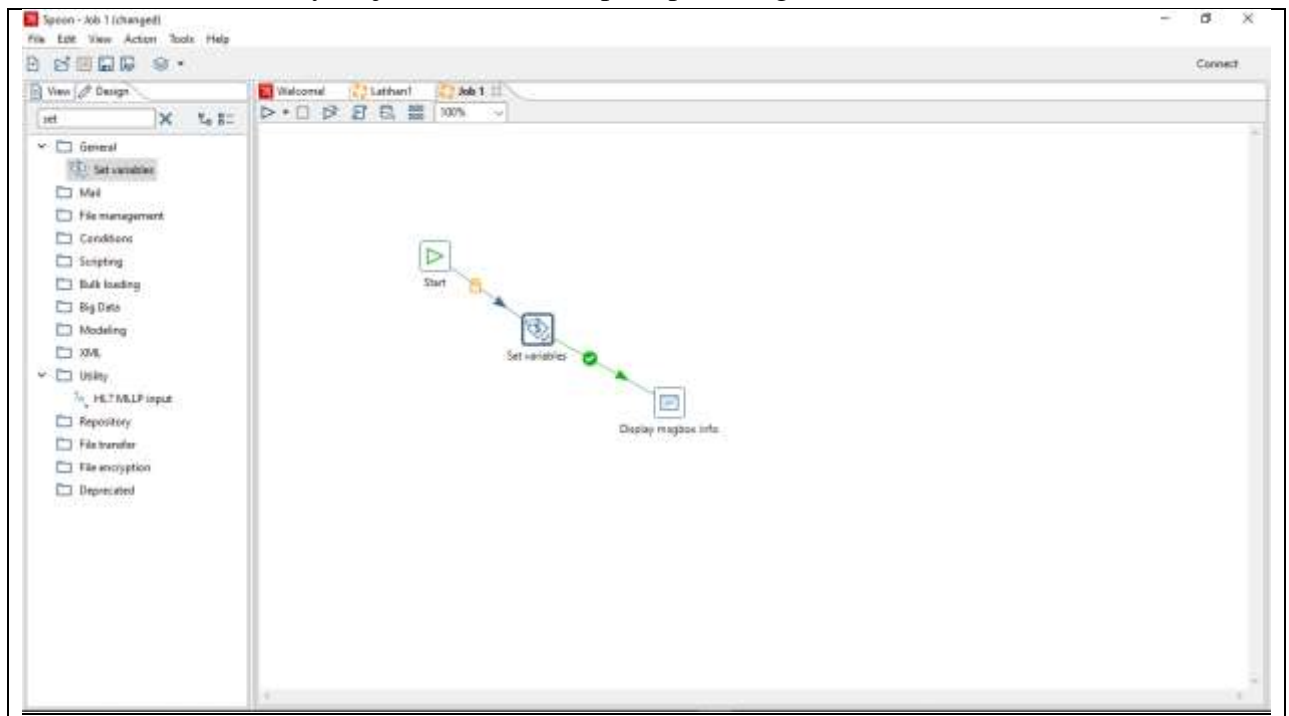 Spoon - Job 1 (changed)
File Edit View Action Tools Help
Connect
View Design
Welcome! Latihan1 Job 1
set
100%
General
Set variables
Mail
File management
Conditions
Scripting
Bulk loading
Big Data
Modeling
XML
Utility
HL7 MLLP input
Repository
File transfer
File encryption
Deprecated
Start
Set variables
Display msgbox info